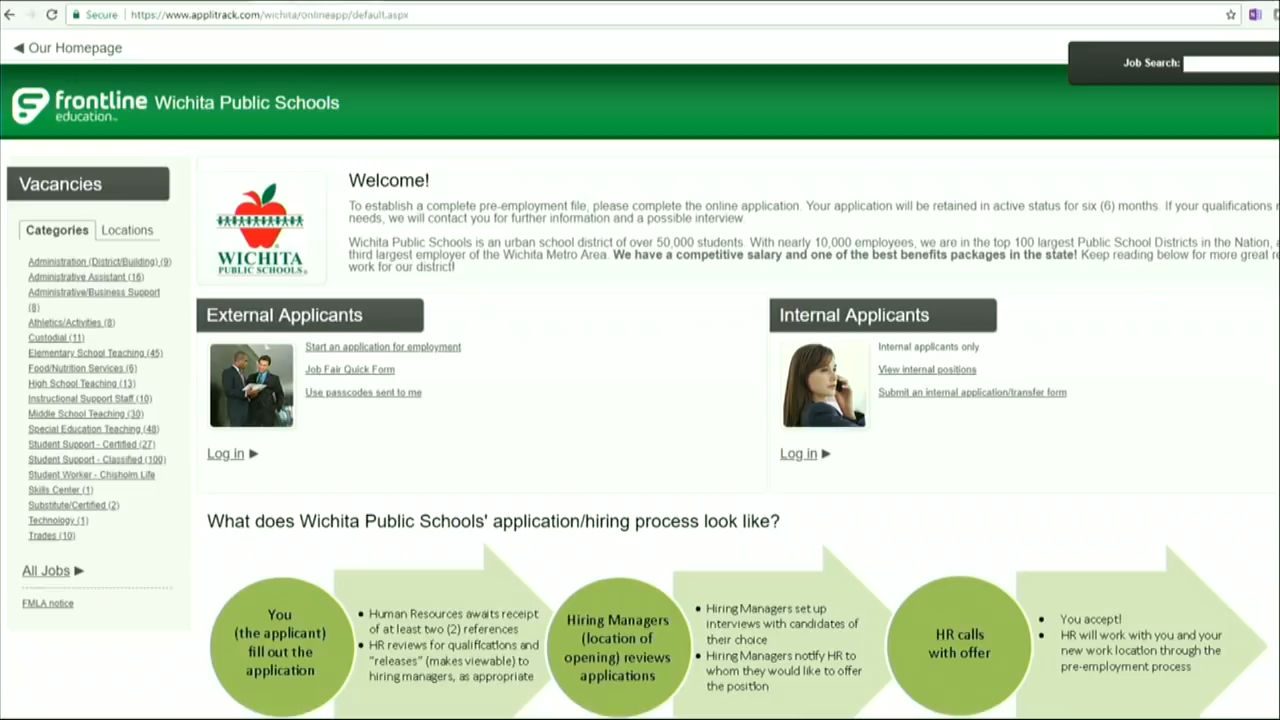 Secure
https://www.applitrack.com/wichita/onlineapp/default.aspx
◀ Our Homepage
Job Search:
frontline
education™
Wichita Public Schools
Vacancies
Categories
Locations
Administration (District/Building) (9)
Administrative Assistant (16)
Administrative/Business Support
(8)
Athletics/Activities (8)
Custodial (11)
Elementary School Teaching (45)
Food/Nutrition Services (6)
High School Teaching (13)
Instructional Support Staff (10)
Middle School Teaching (30)
Special Education Teaching (48)
Student Support - Certified (27)
Student Support - Classified (100)
Student Worker - Chisholm Life
Skills Center (1)
Substitute/Certified (2)
Technology (1)
Trades (10)
All Jobs ▶
FMLA notice
WICHITA
PUBLIC SCHOOLS
Welcome!
To establish a complete pre-employment file, please complete the online application. Your application will be retained in active status for six (6) months. If your qualifications
needs, we will contact you for further information and a possible interview.
Wichita Public Schools is an urban school district of over 50,000 students. With nearly 10,000 employees, we are in the top 100 largest Public School Districts in the Nation,
third largest employer of the Wichita Metro Area. We have a competitive salary and one of the best benefits packages in the state! Keep reading below for more great
work for our district!
External Applicants
Start an application for employment
Job Fair Quick Form
Use passcodes sent to me
Log in ▶
Internal Applicants
Internal applicants only
View internal positions
Submit an internal application/transfer form
Log in ▶
What does Wichita Public Schools' application/hiring process look like?
You
(the applicant)
fill out the
application
• Human Resources awaits receipt
of at least two (2) references
• HR reviews for qualifications and
"releases" (makes viewable) to
hiring managers, as appropriate
Hiring Managers
(location of
opening) reviews
applications
• Hiring Managers set up
interviews with candidates of
their choice
• Hiring Managers notify HR to
whom they would like to offer
the position
HR calls
with offer
• You accept!
• HR will work with you and your
new work location through the
pre-employment process